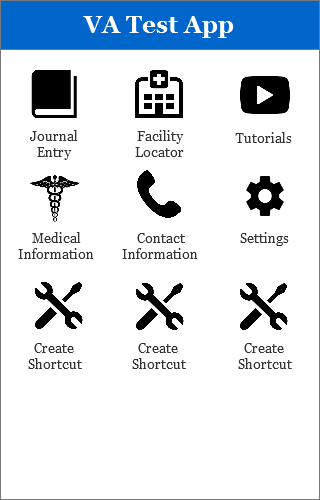 VA Test App
Journal Entry
Facility Locator
Tutorials
Medical Information
Contact Information
Settings
Create Shortcut
Create Shortcut
Create Shortcut